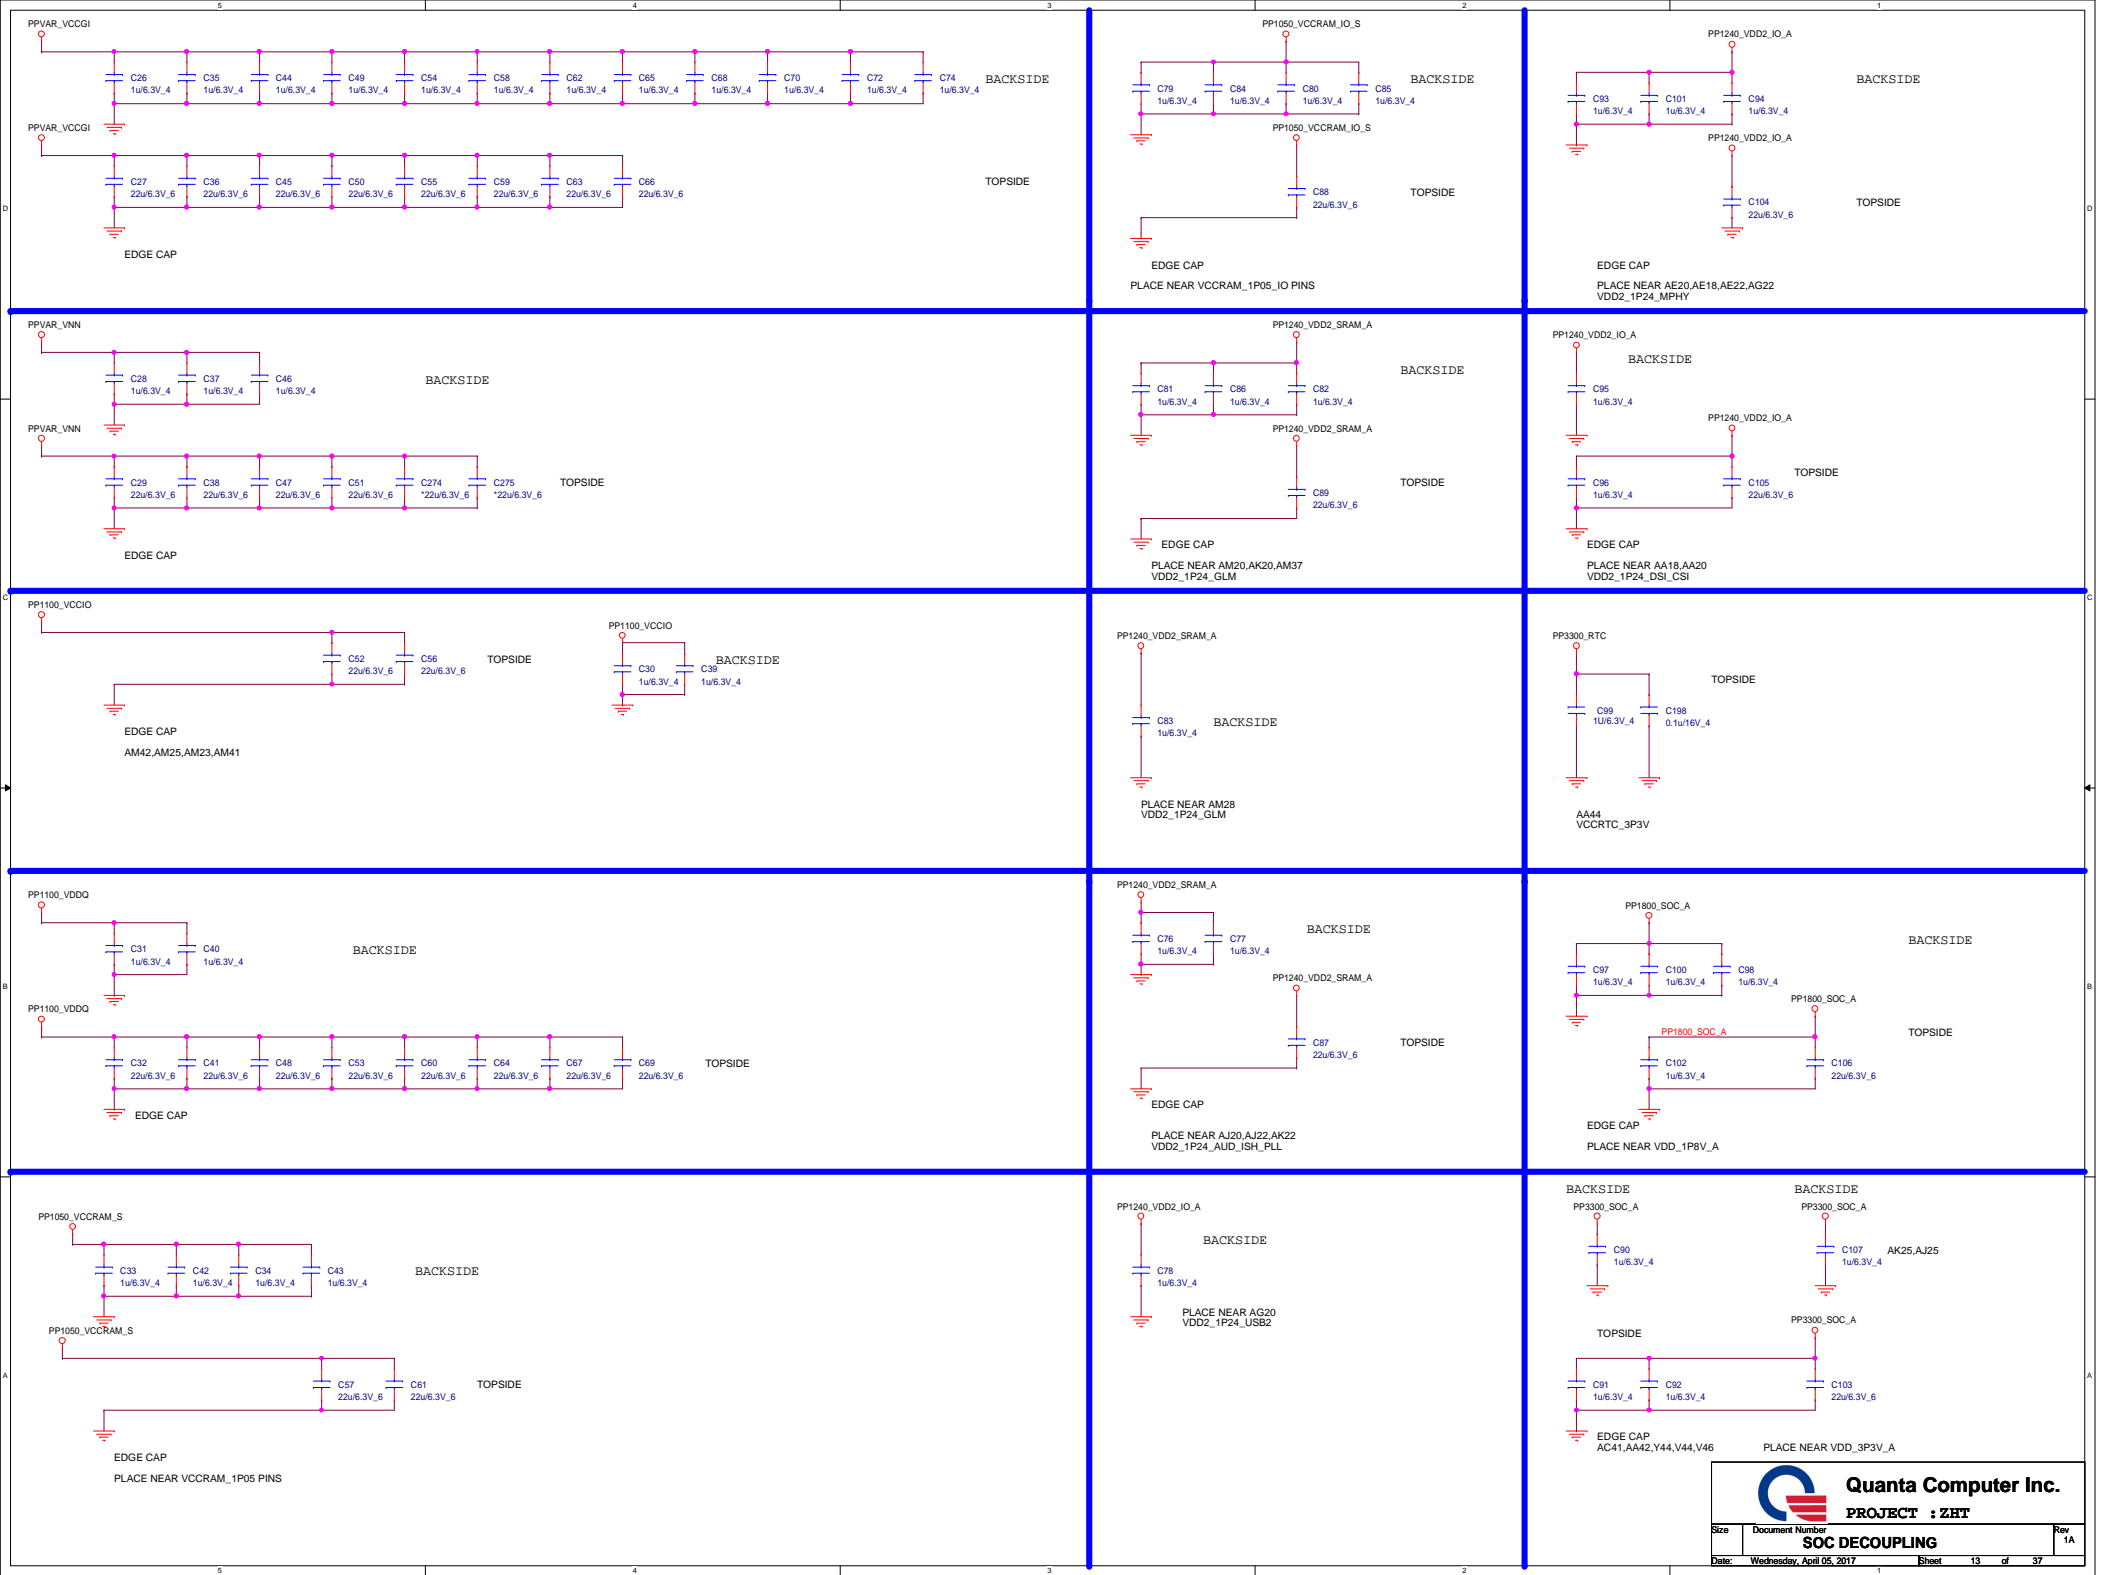 5 4 3 2 1
PPVAR_VCCGI
C26 C35 C44 C49 C54 C58 C62 C65 C68 C70 C72 C74
1u/6.3V_4 1u/6.3V_4 1u/6.3V_4 1u/6.3V_4 1u/6.3V_4 1u/6.3V_4 1u/6.3V_4 1u/6.3V_4 1u/6.3V_4 1u/6.3V_4 1u/6.3V_4 1u/6.3V_4
BACKSIDE
PPVAR_VCCGI
C27 C36 C45 C50 C55 C59 C63 C66
22u/6.3V_6 22u/6.3V_6 22u/6.3V_6 22u/6.3V_6 22u/6.3V_6 22u/6.3V_6 22u/6.3V_6 22u/6.3V_6
TOPSIDE
EDGE CAP
PP1050_VCCRAM_IO_S
C79 C84 C80 C85
1u/6.3V_4 1u/6.3V_4 1u/6.3V_4 1u/6.3V_4
BACKSIDE
PP1050_VCCRAM_IO_S
C88
22u/6.3V_6
TOPSIDE
EDGE CAP
PLACE NEAR VCCRAM_1P05_IO PINS
PP1240_VDD2_IO_A
C93 C101 C94
1u/6.3V_4 1u/6.3V_4 1u/6.3V_4
BACKSIDE
PP1240_VDD2_IO_A
C104
22u/6.3V_6
TOPSIDE
EDGE CAP
PLACE NEAR AE20,AE18,AE22,AG22
VDD2_1P24_MPHY
D D
PPVAR_VNN
C28 C37 C46
1u/6.3V_4 1u/6.3V_4 1u/6.3V_4
BACKSIDE
PPVAR_VNN
C29 C38 C47 C51 C274 C275
22u/6.3V_6 22u/6.3V_6 22u/6.3V_6 22u/6.3V_6 *22u/6.3V_6 *22u/6.3V_6
TOPSIDE
EDGE CAP
PP1240_VDD2_SRAM_A
C81 C86 C82
1u/6.3V_4 1u/6.3V_4 1u/6.3V_4
BACKSIDE
PP1240_VDD2_SRAM_A
C89
22u/6.3V_6
TOPSIDE
EDGE CAP
PLACE NEAR AM20,AK20,AM37
VDD2_1P24_GLM
PP1240_VDD2_IO_A
BACKSIDE
C95
1u/6.3V_4
PP1240_VDD2_IO_A
C96 C105
1u/6.3V_4 22u/6.3V_6
TOPSIDE
EDGE CAP
PLACE NEAR AA18,AA20
VDD2_1P24_DSI_CSI
C C
PP1100_VCCIO
C52 C56
22u/6.3V_6 22u/6.3V_6
TOPSIDE
PP1100_VCCIO
C30 C39
1u/6.3V_4 1u/6.3V_4
BACKSIDE
EDGE CAP
AM42,AM25,AM23,AM41
PP1240_VDD2_SRAM_A
C83
1u/6.3V_4
BACKSIDE
PLACE NEAR AM28
VDD2_1P24_GLM
PP3300_RTC
TOPSIDE
C99 C198
1U/6.3V_4 0.1u/16V_4
AA44
VCCRTC_3P3V
PP1100_VDDQ
C31 C40
1u/6.3V_4 1u/6.3V_4
BACKSIDE
PP1100_VDDQ
C32 C41 C48 C53 C60 C64 C67 C69
22u/6.3V_6 22u/6.3V_6 22u/6.3V_6 22u/6.3V_6 22u/6.3V_6 22u/6.3V_6 22u/6.3V_6 22u/6.3V_6
TOPSIDE
EDGE CAP
PP1240_VDD2_SRAM_A
C76 C77
1u/6.3V_4 1u/6.3V_4
BACKSIDE
PP1240_VDD2_SRAM_A
C87
22u/6.3V_6
TOPSIDE
EDGE CAP
PLACE NEAR AJ20,AJ22,AK22
VDD2_1P24_AUD_ISH_PLL
PP1800_SOC_A
BACKSIDE
C97 C100 C98
1u/6.3V_4 1u/6.3V_4 1u/6.3V_4
PP1800_SOC_A
PP1800_SOC_A
TOPSIDE
C102 C106
1u/6.3V_4 22u/6.3V_6
EDGE CAP
PLACE NEAR VDD_1P8V_A
B B
PP1050_VCCRAM_S
C33 C42 C34 C43
1u/6.3V_4 1u/6.3V_4 1u/6.3V_4 1u/6.3V_4
BACKSIDE
PP1050_VCCRAM_S
C57 C61
22u/6.3V_6 22u/6.3V_6
TOPSIDE
EDGE CAP
PLACE NEAR VCCRAM_1P05 PINS
PP1240_VDD2_IO_A
BACKSIDE
C78
1u/6.3V_4
PLACE NEAR AG20
VDD2_1P24_USB2
BACKSIDE BACKSIDE
PP3300_SOC_A PP3300_SOC_A
C90 C107 AK25,AJ25
1u/6.3V_4 1u/6.3V_4
PP3300_SOC_A
TOPSIDE
C91 C92 C103
1u/6.3V_4 1u/6.3V_4 22u/6.3V_6
EDGE CAP
AC41,AA42,Y44,V44,V46 PLACE NEAR VDD_3P3V_A
A A
Quanta Computer Inc.
PROJECT : ZHT
Size Document Number Rev
SOC DECOUPLING 1A
Date: Wednesday, April 05, 2017 Sheet 13 of 37
5 4 3 2 1